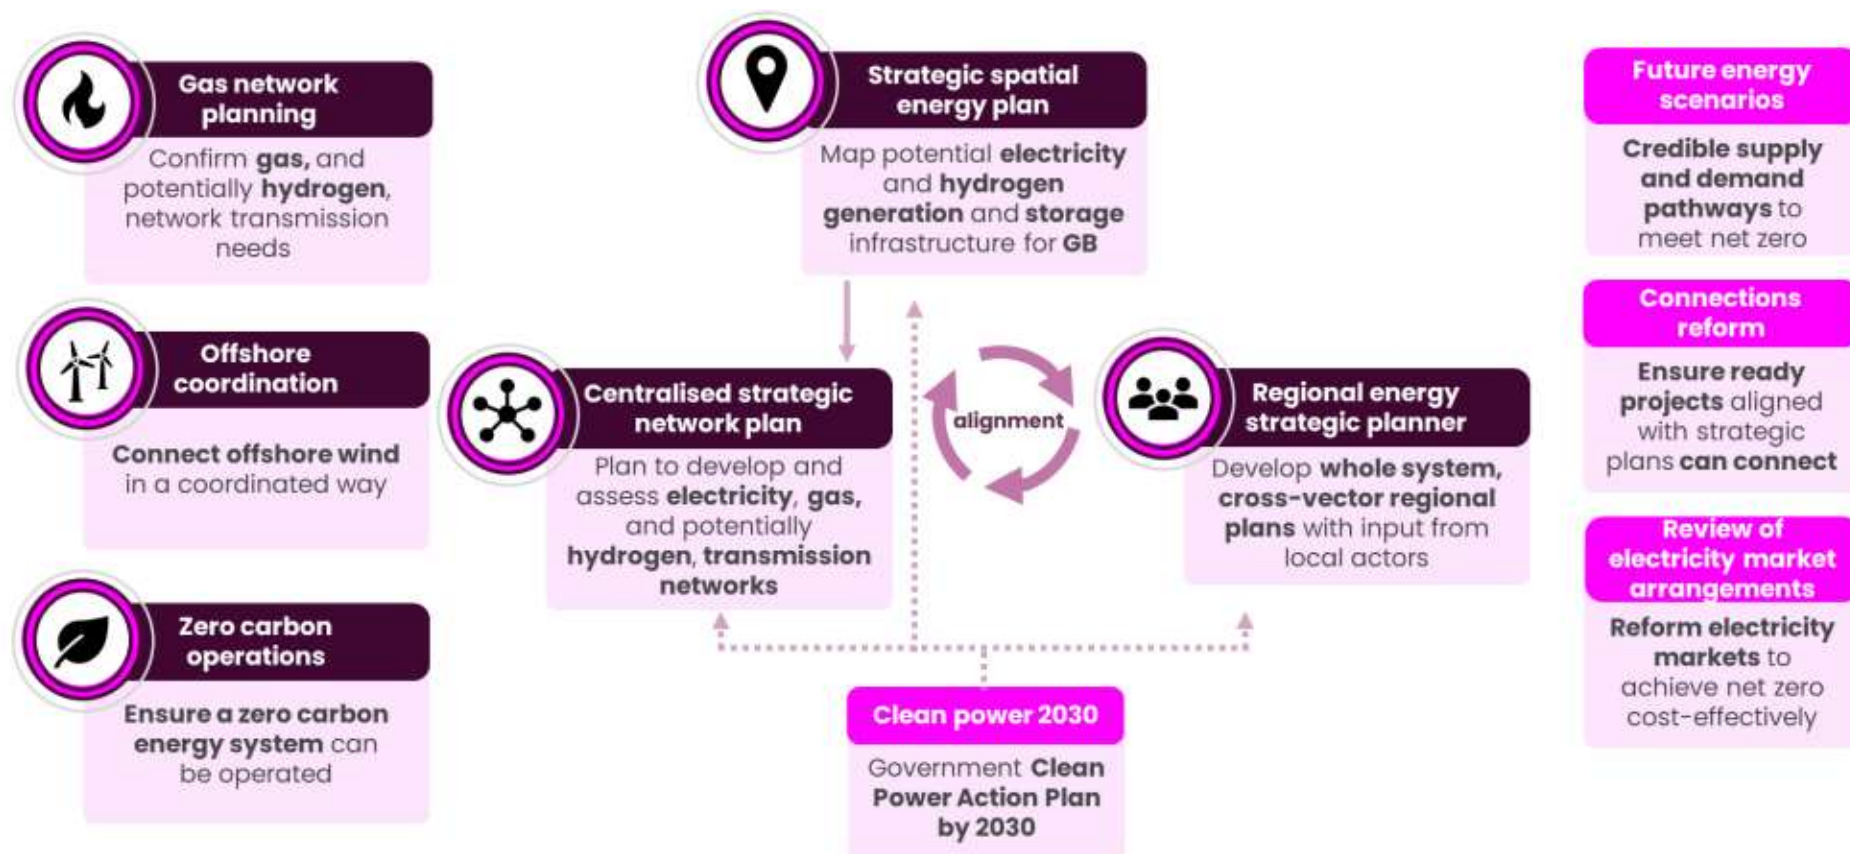 Gas network
planning
Confirm gas, and
potentially hydrogen,
network transmission
needs
Offshore
coordination
Connect offshore wind
in a coordinated way
Zero carbon
operations
Ensure a zero carbon
energy system can
be operated
Strategic spatial
energy plan
Map potential electricity
and hydrogen
generation and storage
infrastructure for GB
Centralised strategic
network plan
Plan to develop and
assess electricity, gas,
and potentially
hydrogen, transmission
networks
alignment
Regional energy
strategic planner
Develop whole system,
cross-vector regional
plans with input from
local actors
Clean power 2030
Government Clean
Power Action Plan
by 2030
Future energy
scenarios
Credible supply
and demand
pathways to
meet net zero
Connections
reform
Ensure ready
projects aligned
with strategic
plans can connect
Review of
electricity market
arrangements
Reform electricity
markets to
achieve net zero
cost-effectively